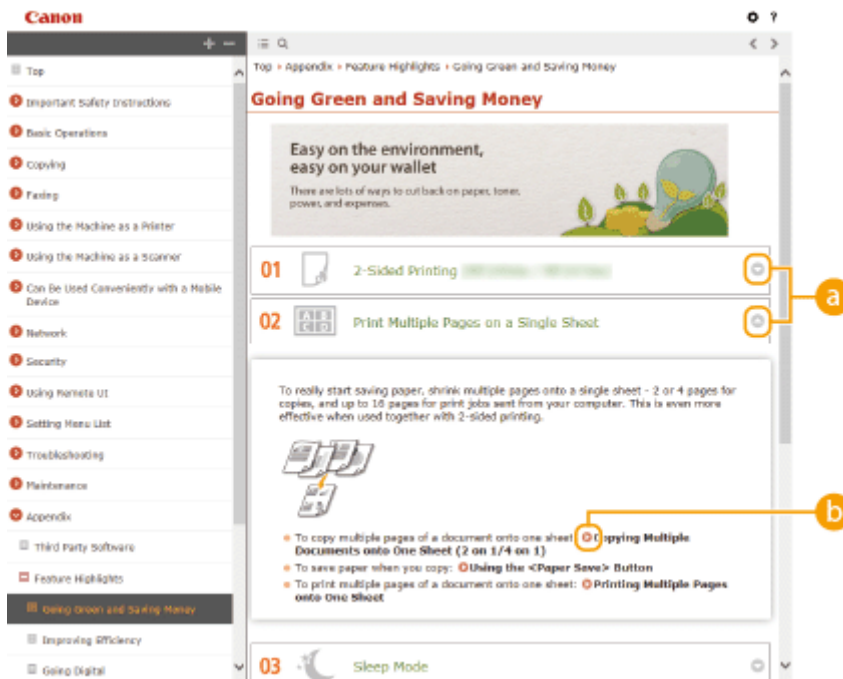 Canon
?
+ −
< >
Top
Important Safety Instructions
Basic Operations
Copying
Faxing
Using the Machine as a Printer
Using the Machine as a Scanner
Can Be Used Conveniently with a Mobile
Device
Network
Security
Using Remote UI
Setting Menu List
Troubleshooting
Maintenance
Appendix
Third Party Software
Feature Highlights
Going Green and Saving Money
Improving Efficiency
Going Digital
Top > Appendix > Feature Highlights > Going Green and Saving Money
Going Green and Saving Money
Easy on the environment,
easy on your wallet
There are lots of ways to cut back on paper, toner,
power, and expenses.
01 2-Sided Printing
a
02 A B C D Print Multiple Pages on a Single Sheet
To really start saving paper, shrink multiple pages onto a single sheet - 2 or 4 pages for
copies, and up to 16 pages for print jobs sent from your computer. This is even more
effective when used together with 2-sided printing.
b
To copy multiple pages of a document onto one sheet: Copying Multiple
Documents onto One Sheet (2 on 1/4 on 1)
To save paper when you copy: Using the <Paper Save> Button
To print multiple pages of a document onto one sheet: Printing Multiple Pages
onto One Sheet
03 Sleep Mode